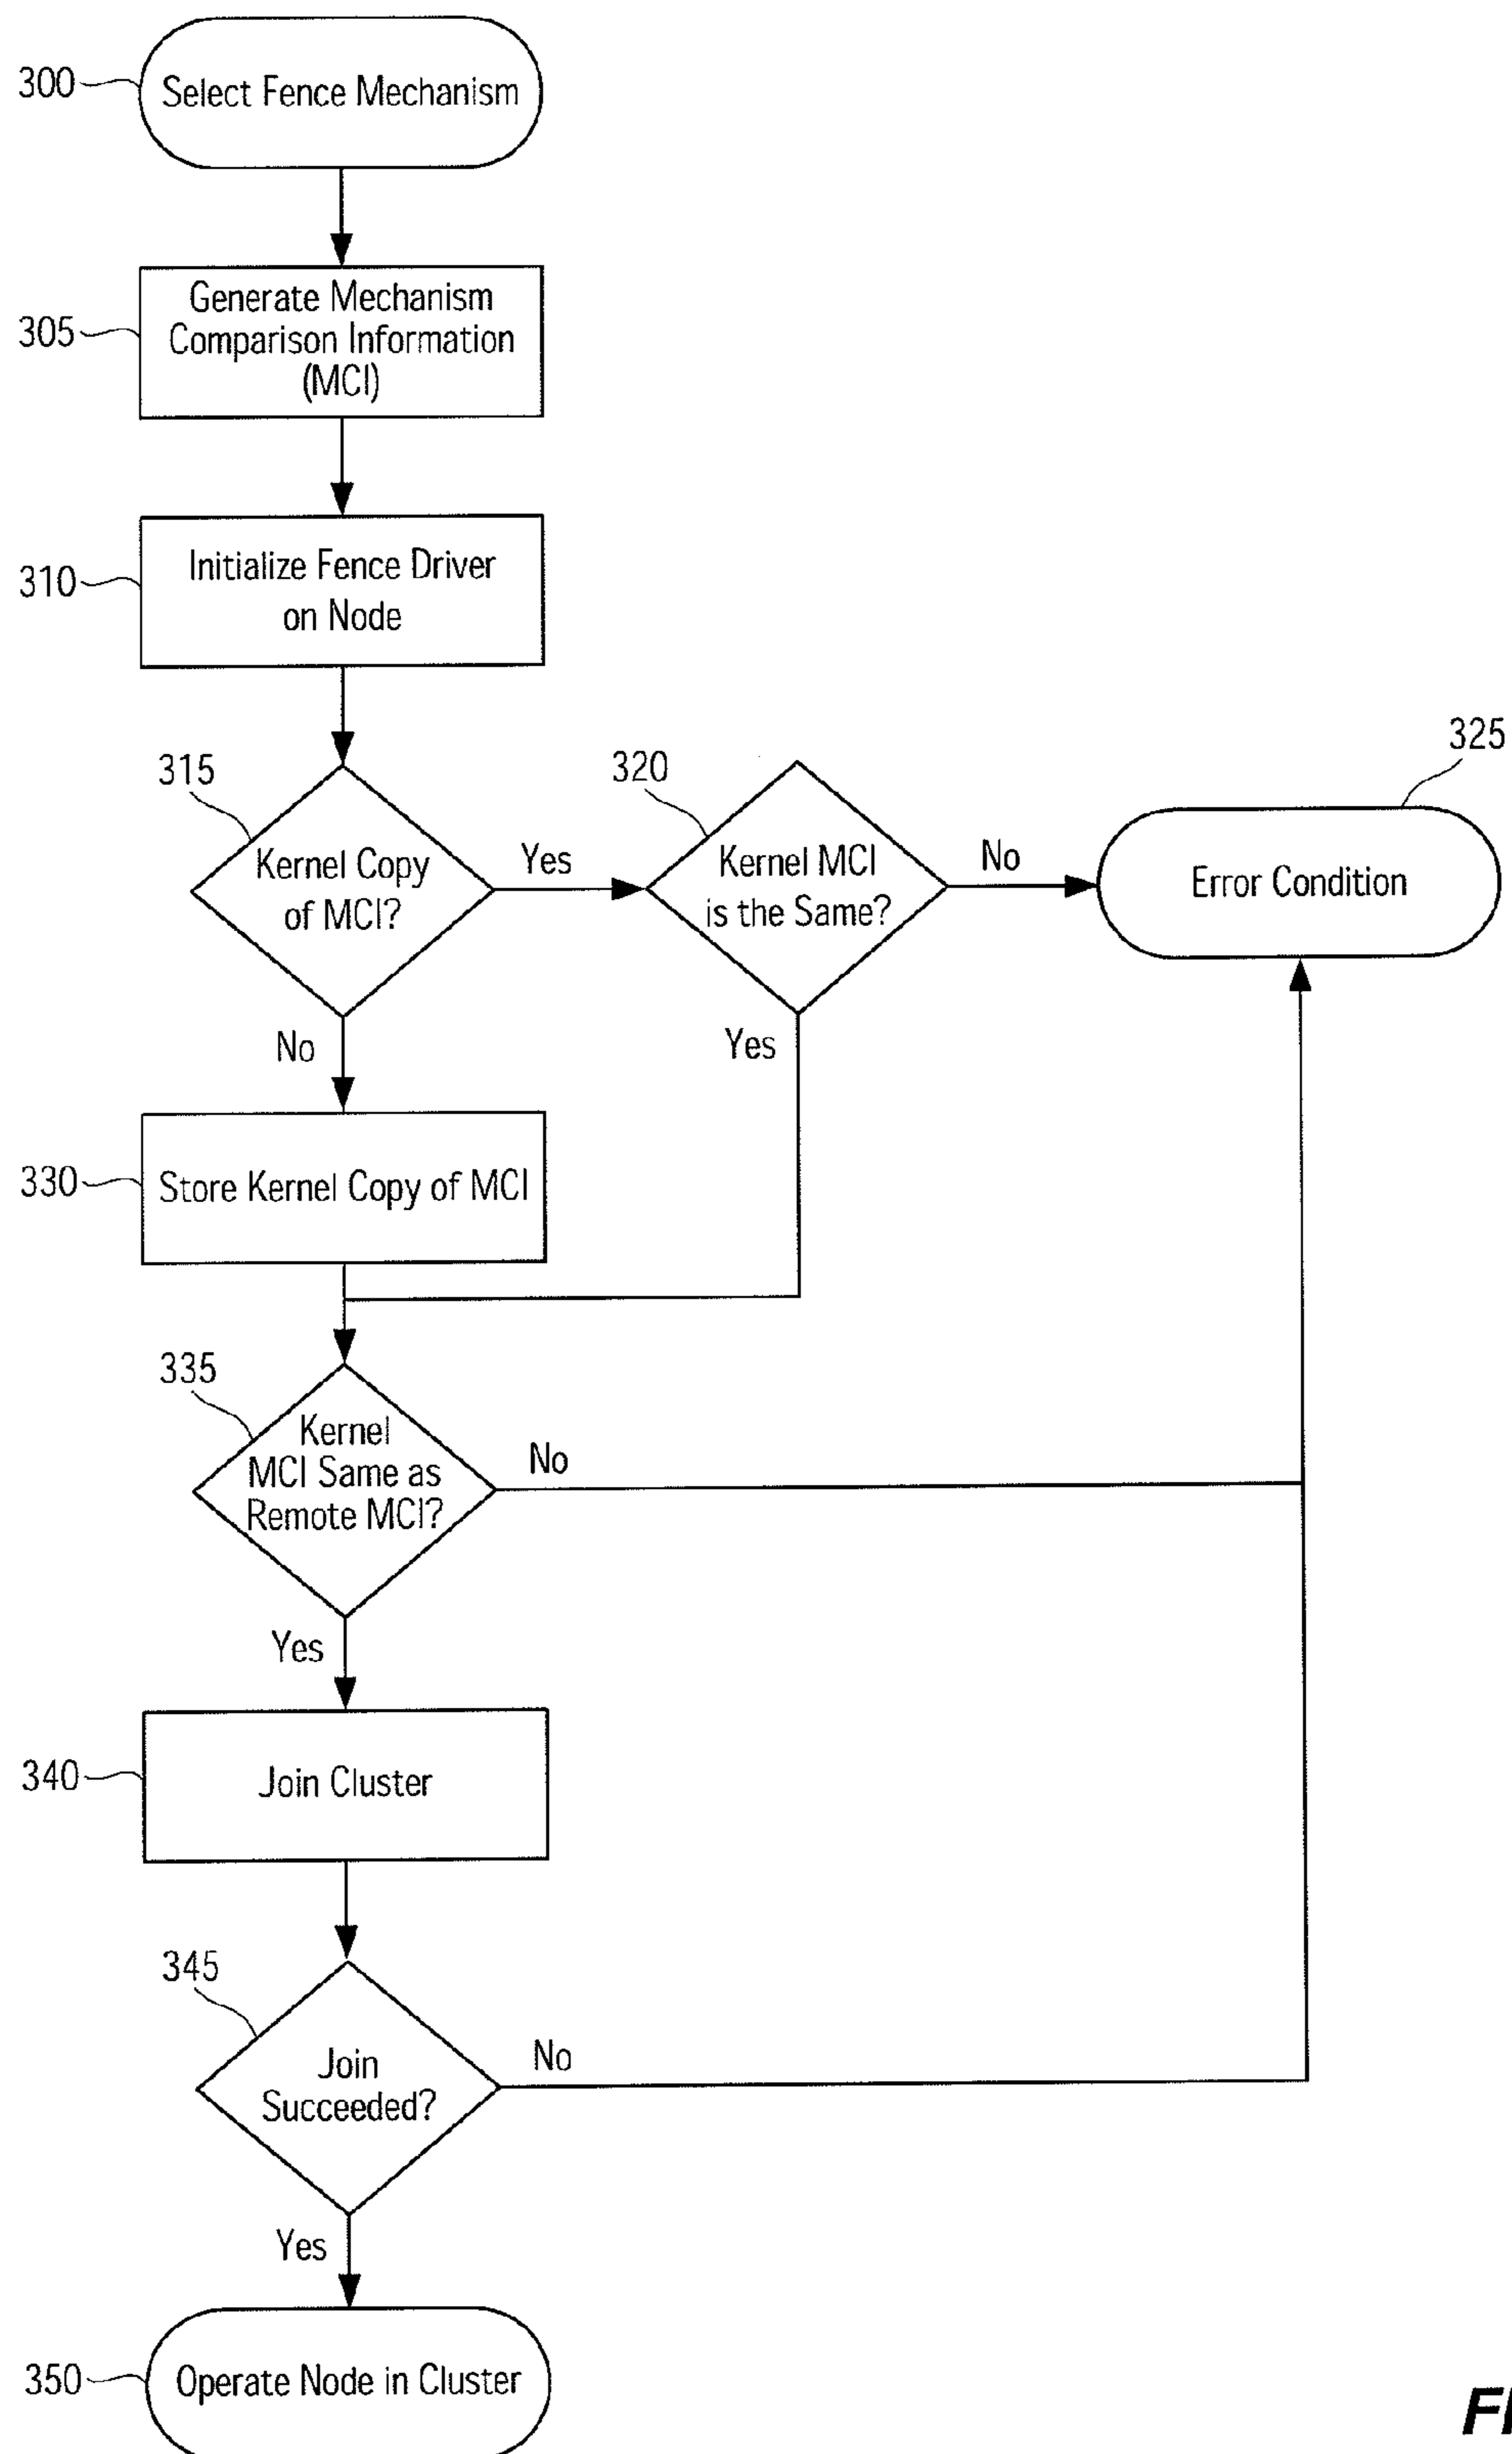 300
Select Fence Mechanism
305
Generate Mechanism
Comparison Information
(MCI)
310
Initialize Fence Driver
on Node
315
Kernel Copy
of MCI?
Yes
No
320
Kernel MCI
is the Same?
No
Yes
325
Error Condition
330
Store Kernel Copy of MCI
335
Kernel
MCI Same as
Remote MCI?
No
Yes
340
Join Cluster
345
Join
Succeeded?
No
Yes
350
Operate Node in Cluster